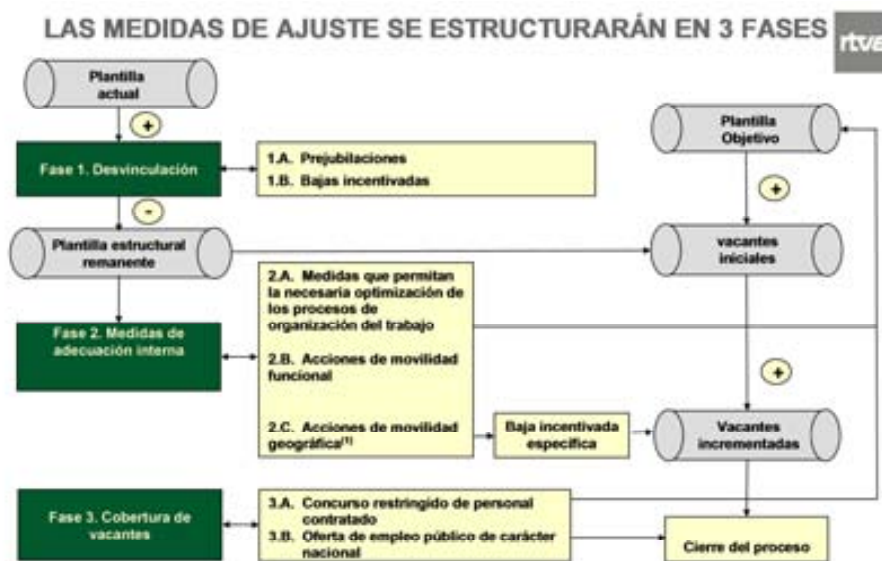 LAS MEDIDAS DE AJUSTE SE ESTRUCTURARÁN EN 3 FASES
rtve
Plantilla
actual
+
Fase 1. Desvinculación
1.A. Prejubilaciones
1.B. Bajas incentivadas
Plantilla
Objetivo
+
-
Plantilla estructural
remanente
vacantes
iniciales
2.A. Medidas que permitan
la necesaria optimización de
los procesos de
organización del trabajo
2.B. Acciones de movilidad
funcional
2.C. Acciones de movilidad
geográfica(1)
Fase 2. Medidas de
adecuación interna
+
Baja incentivada
específica
Vacantes
incrementadas
Fase 3. Cobertura de
vacantes
3.A. Concurso restringido de personal
contratado
3.B. Oferta de empleo público de carácter
nacional
Cierre del proceso